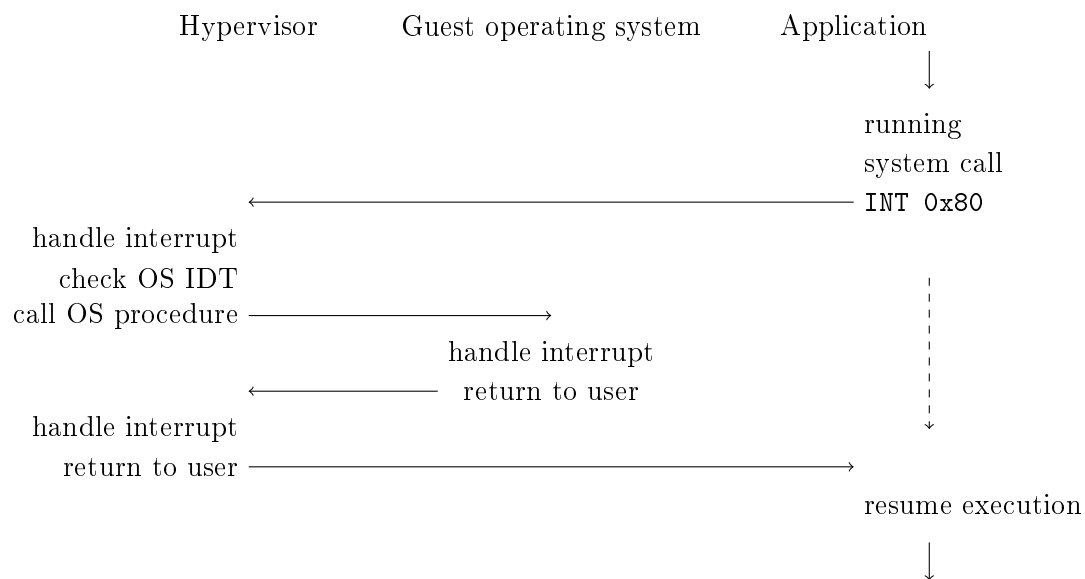 Hypervisor Guest operating system Application
running
system call
INT 0x80
handle interrupt
check OS IDT
call OS procedure
handle interrupt
return to user
handle interrupt
return to user
resume execution